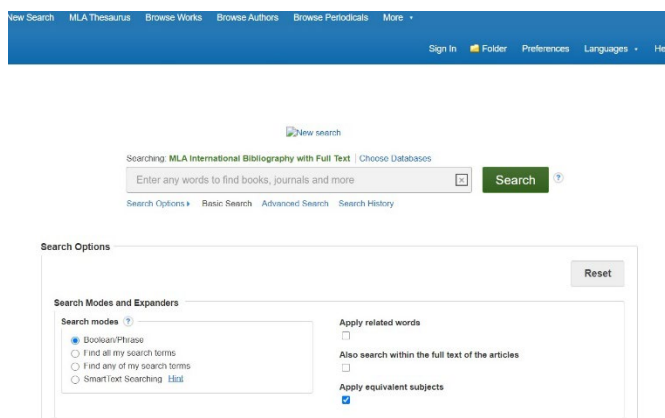 New Search MLA Thesaurus Browse Works Browse Authors Browse Periodicals More
Sign In Folder Preferences Languages He
New search
Searching: MLA International Bibliography with Full Text | Choose Databases
Enter any words to find books, journals and more Search ?
Search Options Basic Search Advanced Search Search History
Search Options
Reset
Search Modes and Expanders
Search modes ?
Boolean/Phrase
Find all my search terms
Find any of my search terms
SmartText Searching Hint
Apply related words
Also search within the full text of the articles
Apply equivalent subjects